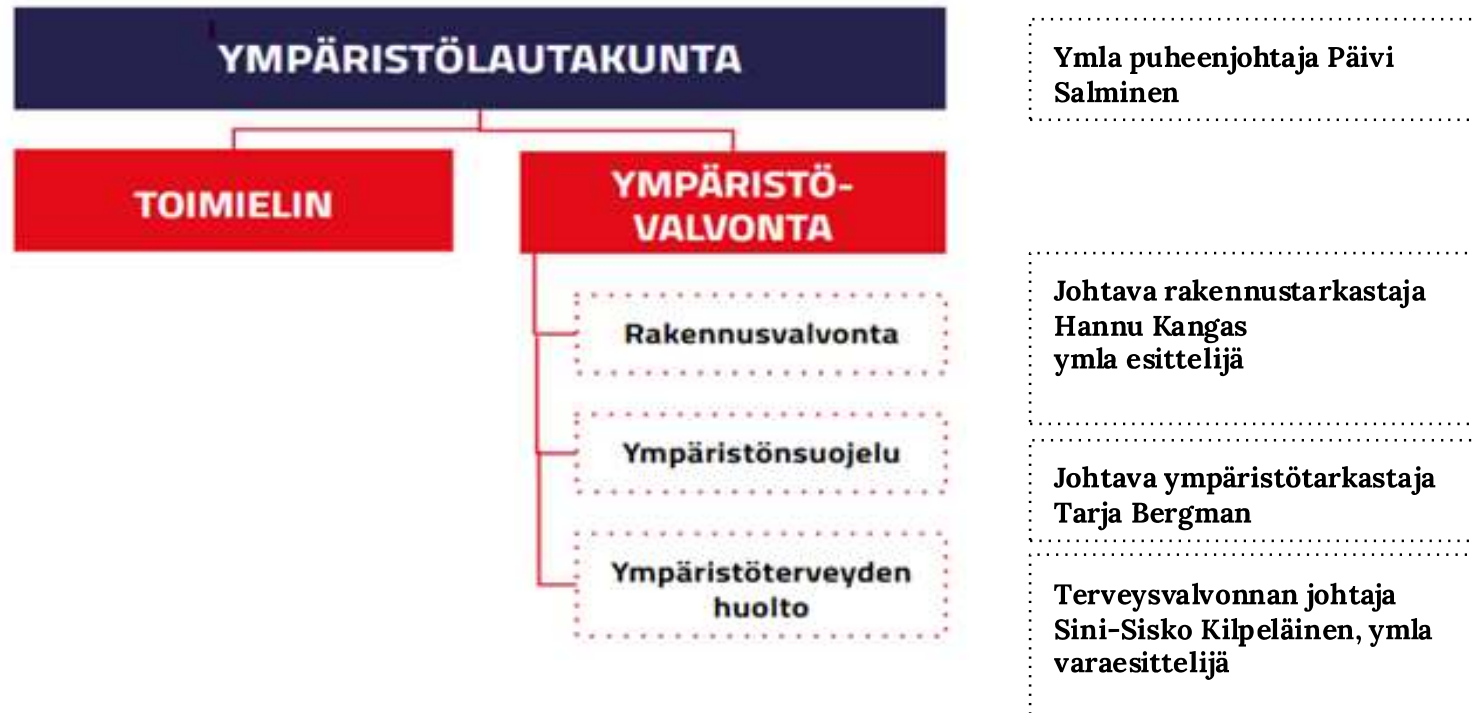 YMPÄRISTÖLAUTAKUNTA
Ymla puheenjohtaja Päivi
Salminen
TOIMIELIN
YMPÄRISTÖ-
VALVONTA
Rakennusvalvonta
Johtava rakennustarkastaja
Hannu Kangas
ymla esittelijä
Ympäristönsuojelu
Johtava ympäristötarkastaja
Tarja Bergman
Ympäristöterveyden
huolto
Terveysvalvonnan johtaja
Sini-Sisko Kilpeläinen, ymla
varaesittelijä